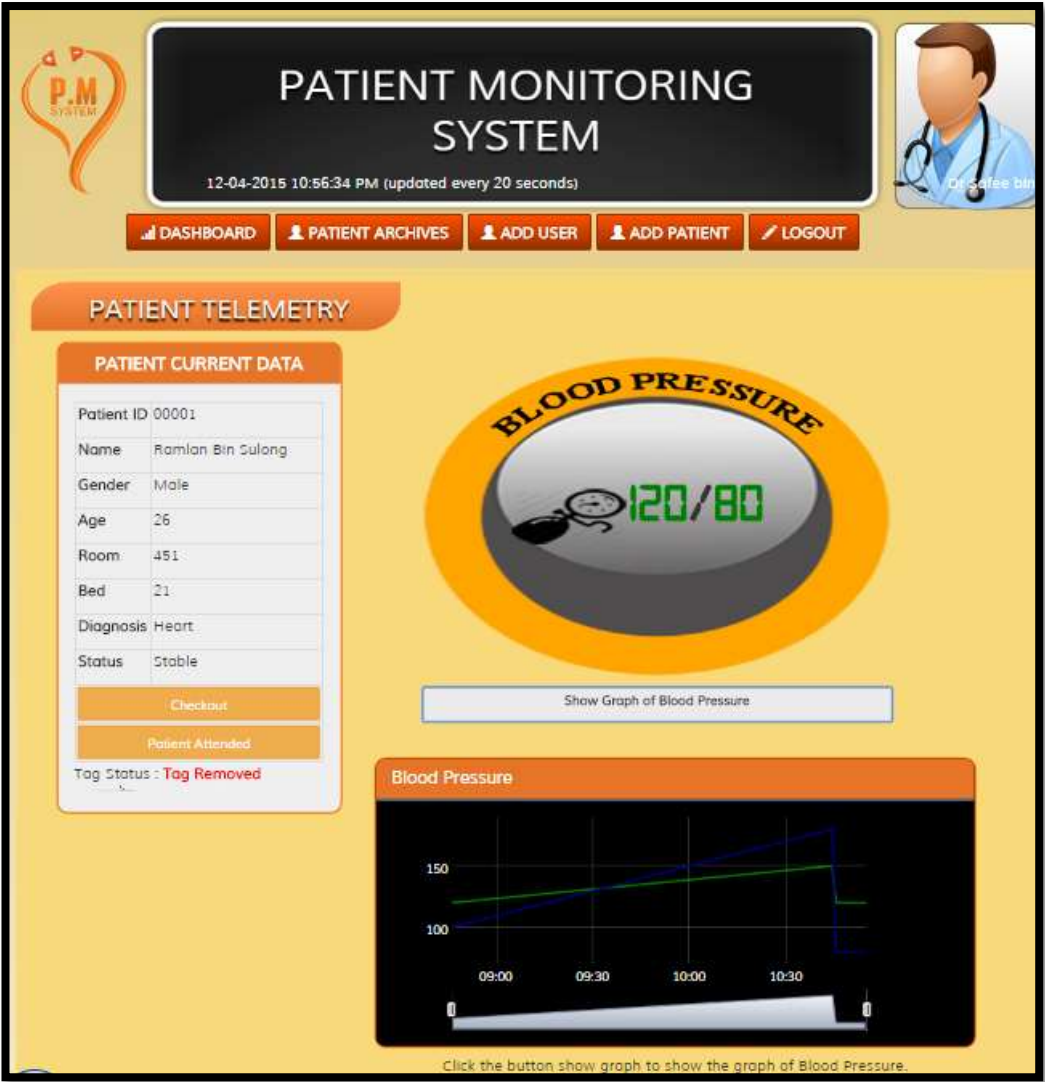 P.M
SYSTEM
PATIENT MONITORING
SYSTEM
12-04-2015 10:56:34 PM (updated every 20 seconds)
Dr Safee bin
DASHBOARD
PATIENT ARCHIVES
ADD USER
ADD PATIENT
LOGOUT
PATIENT TELEMETRY
PATIENT CURRENT DATA
Patient ID 00001
Name Ramlan Bin Sulong
Gender Male
Age 26
Room 451
Bed 21
Diagnosis Heart
Status Stable
Checkout
Patient Attended
Tag Status : Tag Removed
BLOOD PRESSURE
120/80
Show Graph of Blood Pressure
Blood Pressure
150
100
09:00 09:30 10:00 10:30
Click the button show graph to show the graph of Blood Pressure.